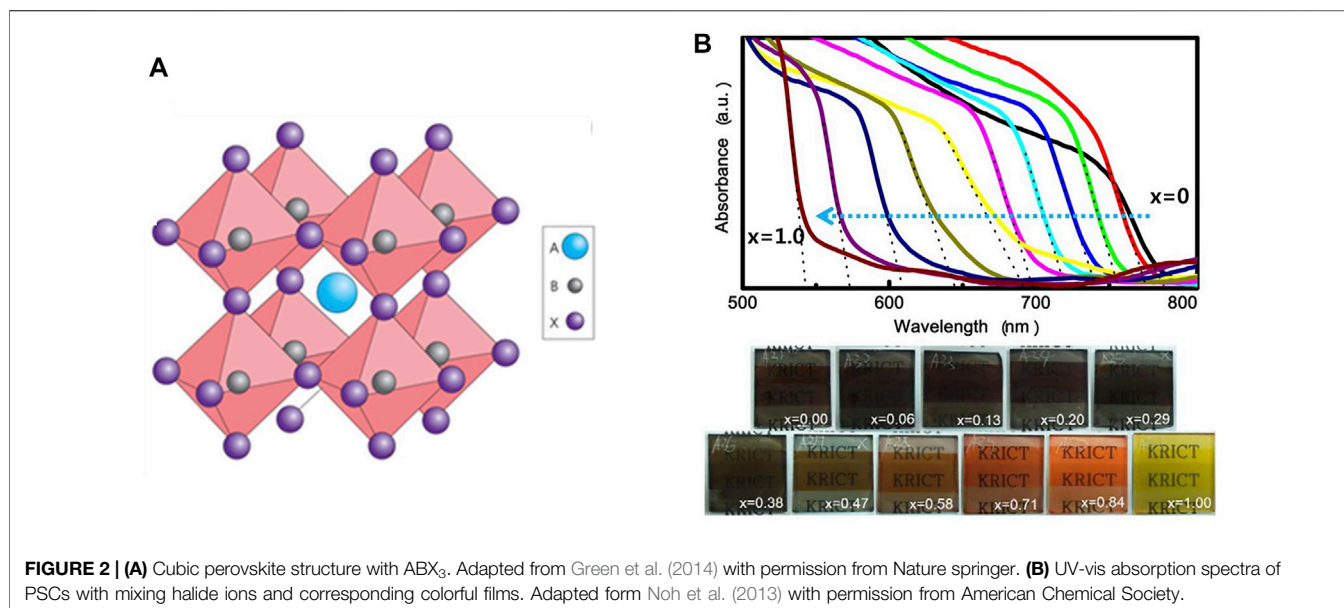 A
A
B
X
B
Absorbance (a.u.)
x=0
x=1.0
500 600 700 800
Wavelength (nm)
KRICT KRICT KRICT KRICT KRICT
x=0.00 x=0.06 x=0.13 x=0.20 x=0.29
KRICT KRICT KRICT KRICT KRICT
KRICT KRICT KRICT KRICT KRICT KRICT
x=0.38 x=0.47 x=0.58 x=0.71 x=0.84 x=1.00
FIGURE 2 | (A) Cubic perovskite structure with ABX₃. Adapted from Green et al. (2014) with permission from Nature springer. (B) UV-vis absorption spectra of
PSCs with mixing halide ions and corresponding colorful films. Adapted form Noh et al. (2013) with permission from American Chemical Society.